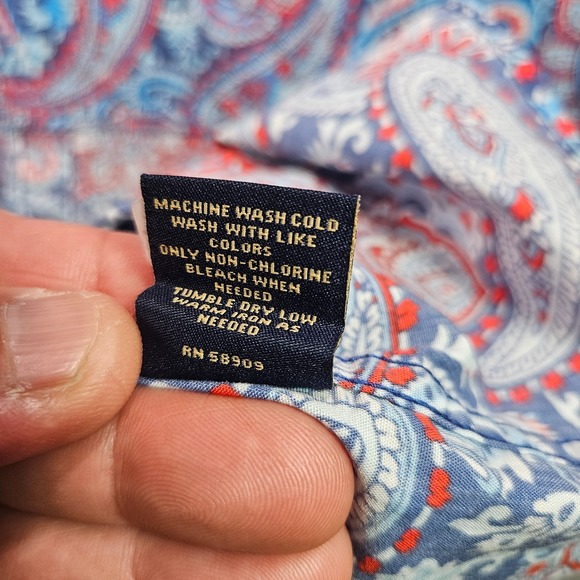 MACHINE WASH COLD
WASH WITH LIKE
COLORS
ONLY NON-CHLORINE
BLEACH WHEN
NEEDED
TUMBLE DRY LOW
WARM IRON AS
NEEDED
RN 58909